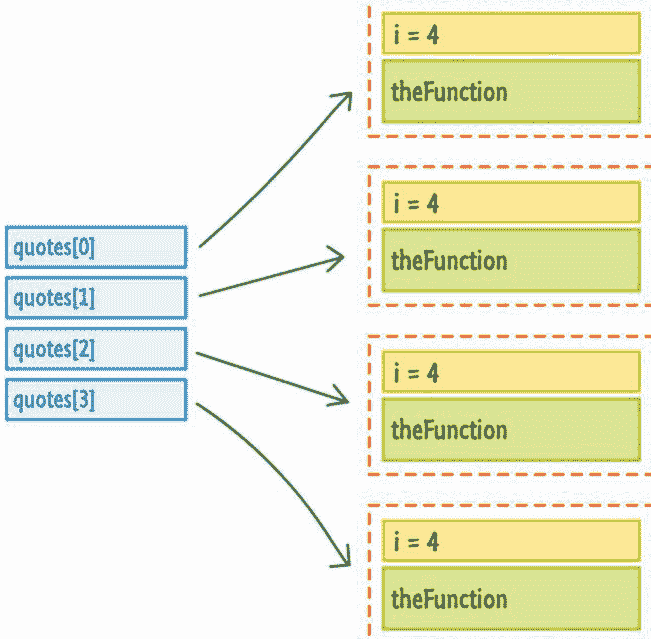 i = 4
theFunction
i = 4
theFunction
quotes[0]
quotes[1]
quotes[2]
quotes[3]
i = 4
theFunction
i = 4
theFunction